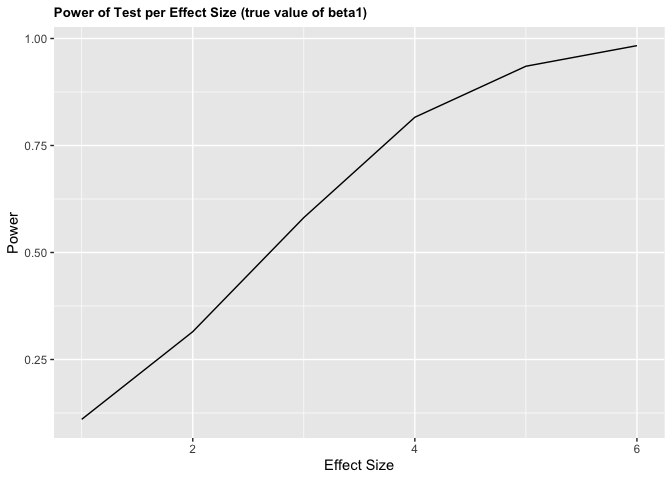 Power of Test per Effect Size (true value of beta1)
1.00
0.75
0.50
0.25
Power
2 4 6
Effect Size